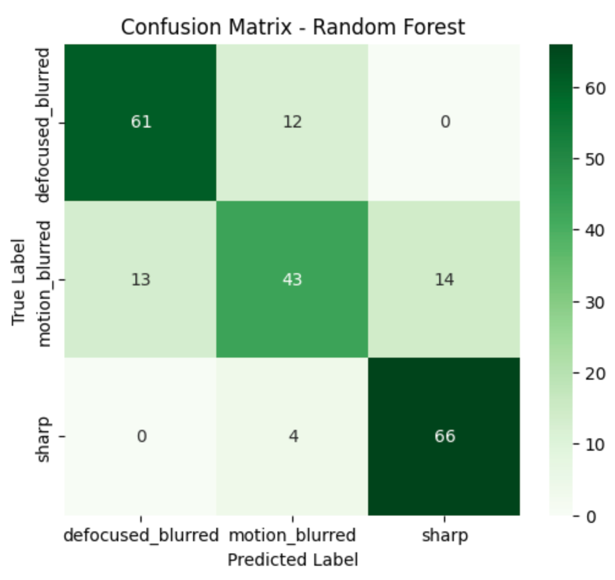 Confusion Matrix - Random Forest
True Label
defocused_blurred
61 12 0
motion_blurred
13 43 14
sharp
0 4 66
defocused_blurred motion_blurred sharp
Predicted Label
60
50
40
30
20
10
0